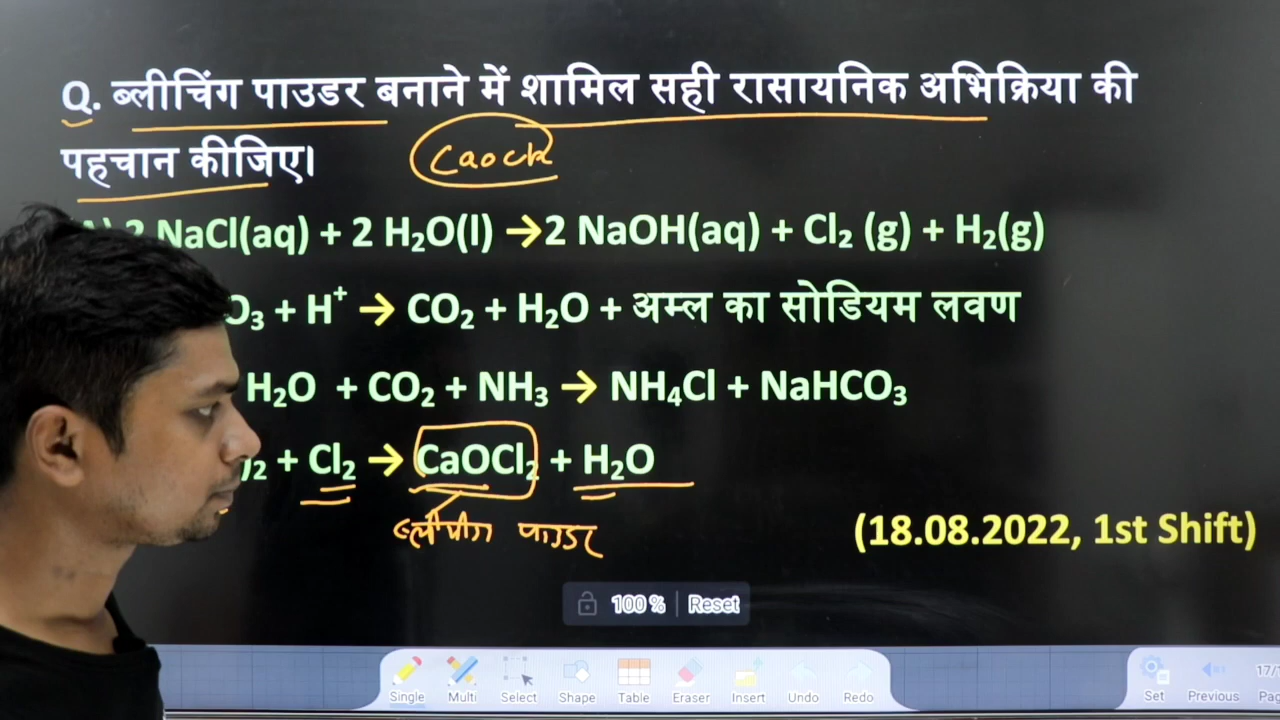 Q. ब्लीचिंग पाउडर बनाने में शामिल सही रासायनिक अभिक्रिया की
पहचान कीजिए।
CaOCl₂
NaCl(aq) + 2 H₂O(l) →2 NaOH(aq) + Cl₂ (g) + H₂(g)
O₃ + H⁺ → CO₂ + H₂O + अम्ल का सोडियम लवण
H₂O + CO₂ + NH₃ → NH₄Cl + NaHCO₃
)₂ + Cl₂ → CaOCl₂ + H₂O
पाउडर
(18.08.2022, 1st Shift)
100 % | Reset
Single Multi Select Shape Table Eraser Insert Undo Redo Set Previous